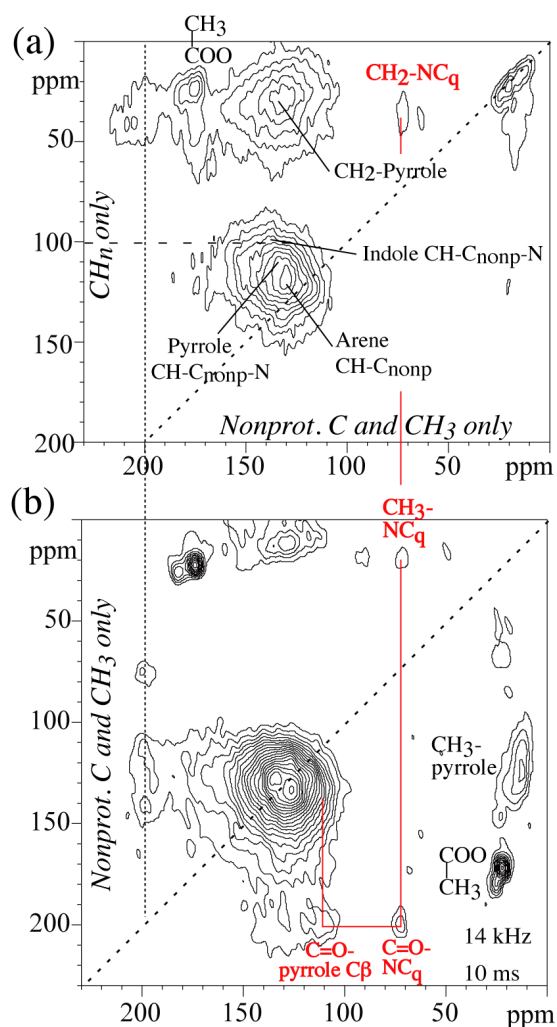 (a)
CH3
COO
ppm
50
100
150
200
CHn only
CH2-NCq
CH2-Pyrrole
Indole CH-Cnonp-N
Pyrrole
CH-Cnonp-N
Arene
CH-Cnonp
Nonprot. C and CH3 only
200 150 100 50 ppm
(b)
CH3-
NCq
ppm
50
100
150
200
Nonprot. C and CH3 only
CH3-
pyrrole
COO
CH3
C=O-
pyrrole Cβ
C=O-
NCq
14 kHz
10 ms
200 150 100 50 ppm